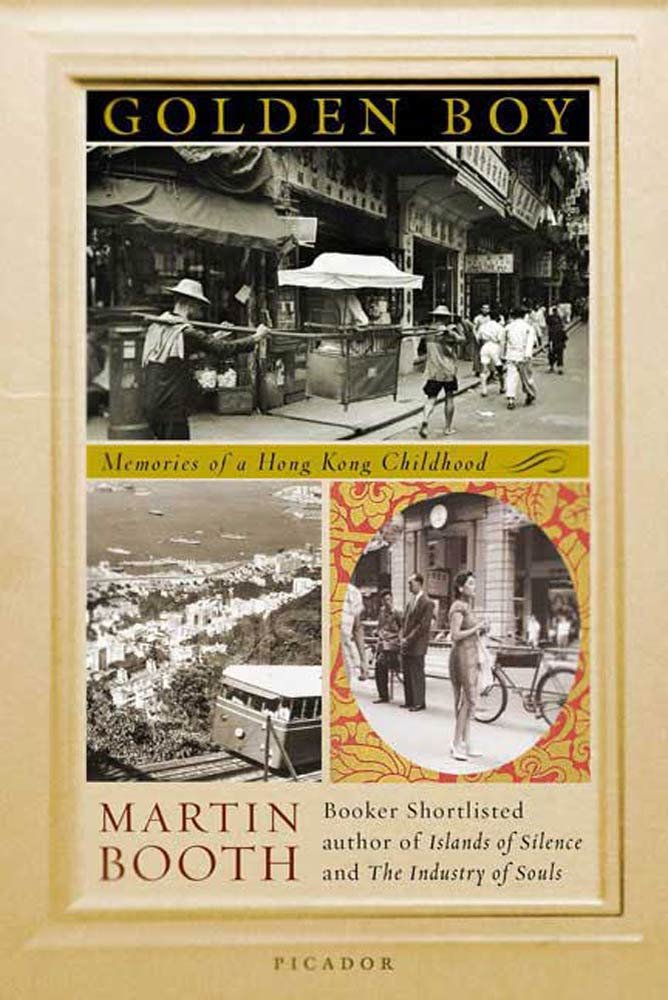 GOLDEN BOY
Memories of a Hong Kong Childhood
MARTIN
BOOTH
Booker Shortlisted
author of Islands of Silence
and The Industry of Souls
PICADOR